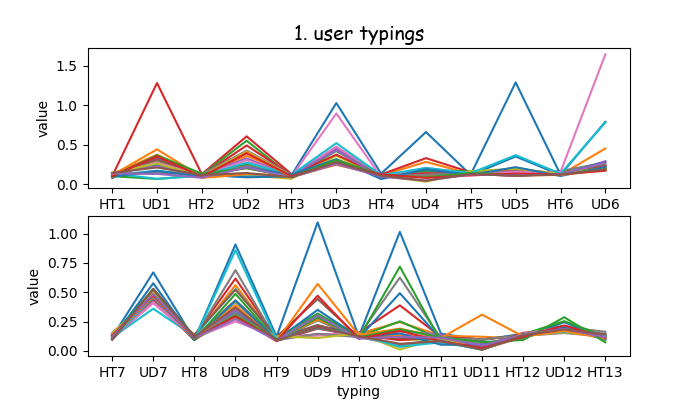 1. user typings
value
1.5
1.0
0.5
0.0
HT1 UD1 HT2 UD2 HT3 UD3 HT4 UD4 HT5 UD5 HT6 UD6
value
1.00
0.75
0.50
0.25
0.00
HT7 UD7 HT8 UD8 HT9 UD9 HT10 UD10 HT11 UD11 HT12 UD12 HT13
typing